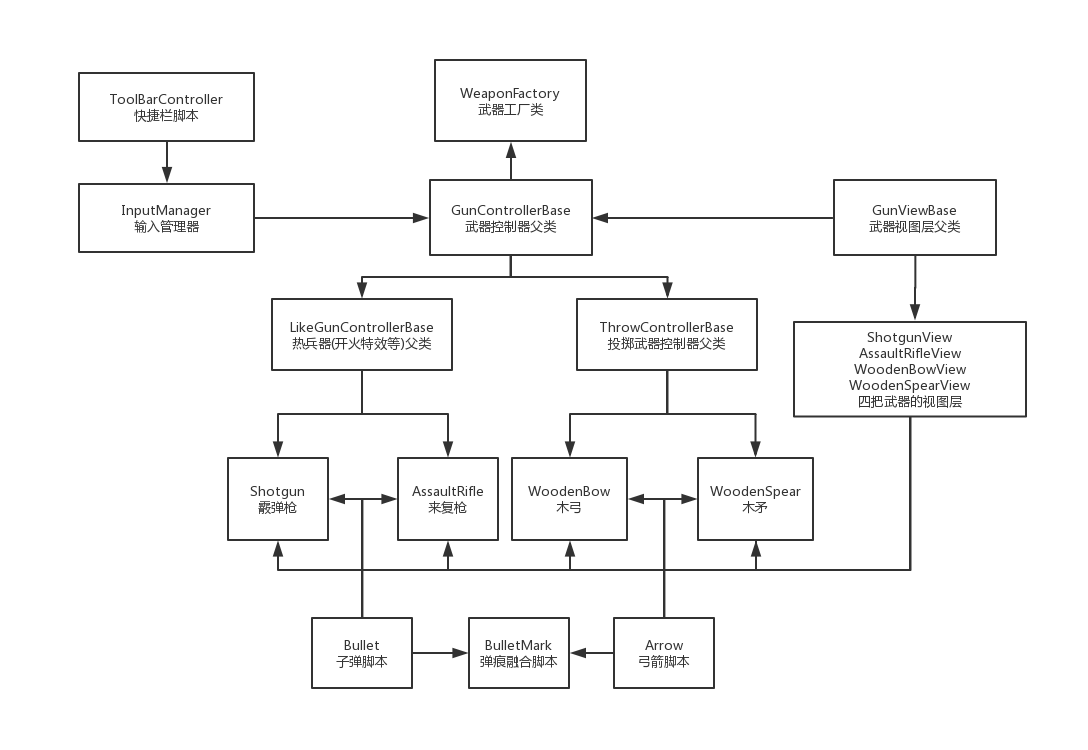 ToolBarController
快捷栏脚本
WeaponFactory
武器工厂类
InputManager
输入管理器
GunControllerBase
武器控制器父类
GunViewBase
武器视图层父类
LikeGunControllerBase
热兵器(开火特效等)父类
ThrowControllerBase
投掷武器控制器父类
ShotgunView
AssaultRifleView
WoodenBowView
WoodenSpearView
四把武器的视图层
Shotgun
霰弹枪
AssaultRifle
来复枪
WoodenBow
木弓
WoodenSpear
木矛
Bullet
子弹脚本
BulletMark
弹痕融合脚本
Arrow
弓箭脚本